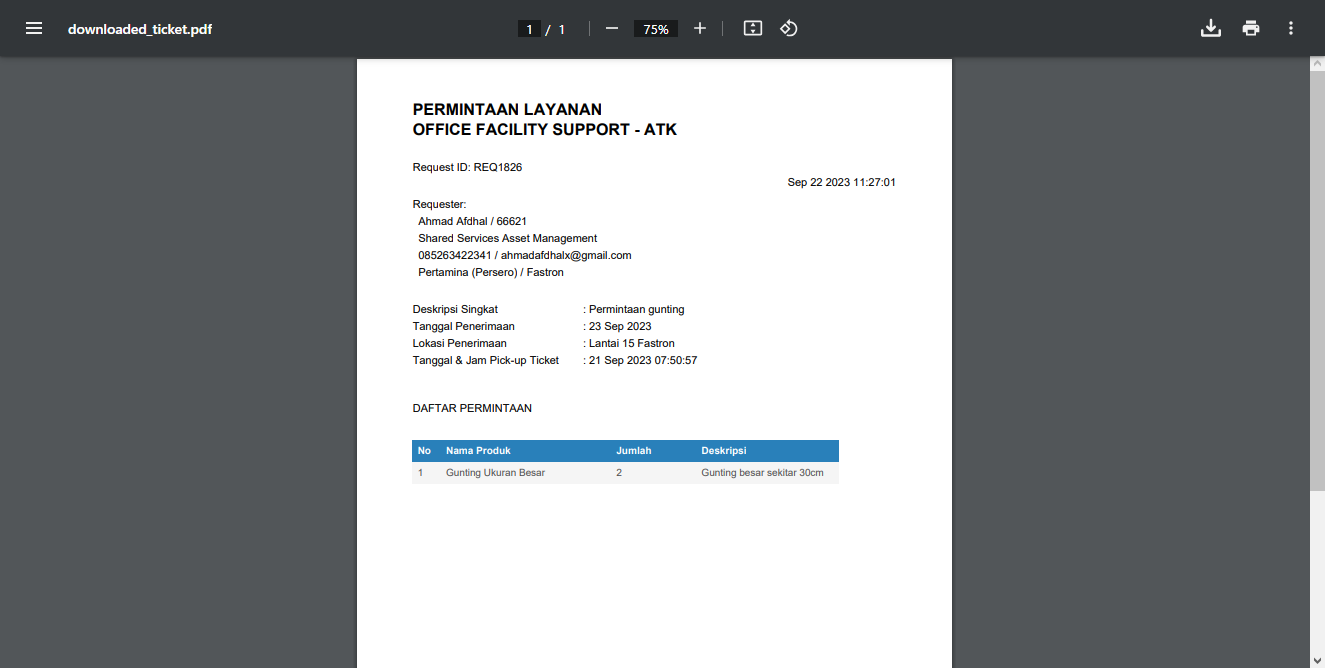 downloaded_ticket.pdf
1 / 1
75%
PERMINTAAN LAYANAN
OFFICE FACILITY SUPPORT - ATK
Request ID: REQ1826
Sep 22 2023 11:27:01
Requester:
Ahmad Afdhal / 66621
Shared Services Asset Management
085263422341 / ahmadafdhalx@gmail.com
Pertamina (Persero) / Fastron
Deskripsi Singkat : Permintaan gunting
Tanggal Penerimaan : 23 Sep 2023
Lokasi Penerimaan : Lantai 15 Fastron
Tanggal & Jam Pick-up Ticket : 21 Sep 2023 07:50:57
DAFTAR PERMINTAAN
No Nama Produk Jumlah Deskripsi
1 Gunting Ukuran Besar 2 Gunting besar sekitar 30cm